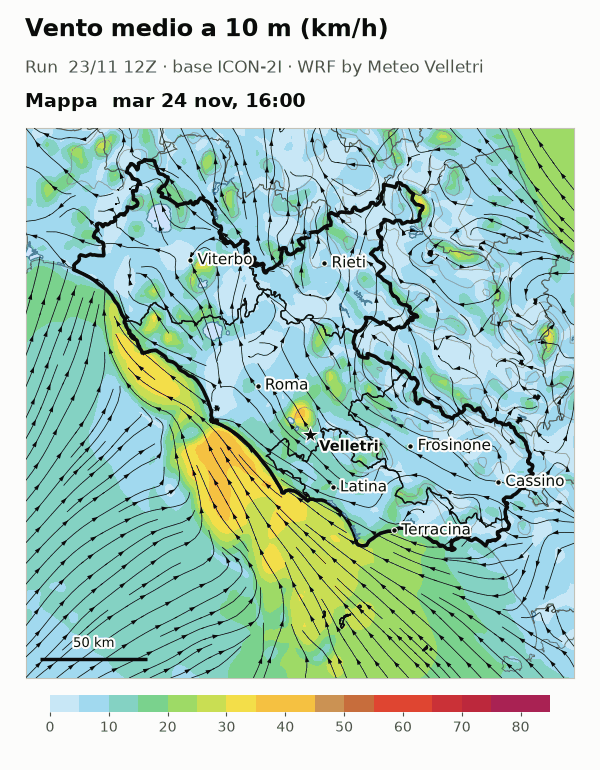 Vento medio a 10 m (km/h)
Run 23/11 12Z · base ICON-2I · WRF by Meteo Velletri
Mappa mar 24 nov, 16:00
Viterbo
Rieti
Roma
Velletri
Frosinone
Cassino
Latina
Terracina
50 km
0 10 20 30 40 50 60 70 80